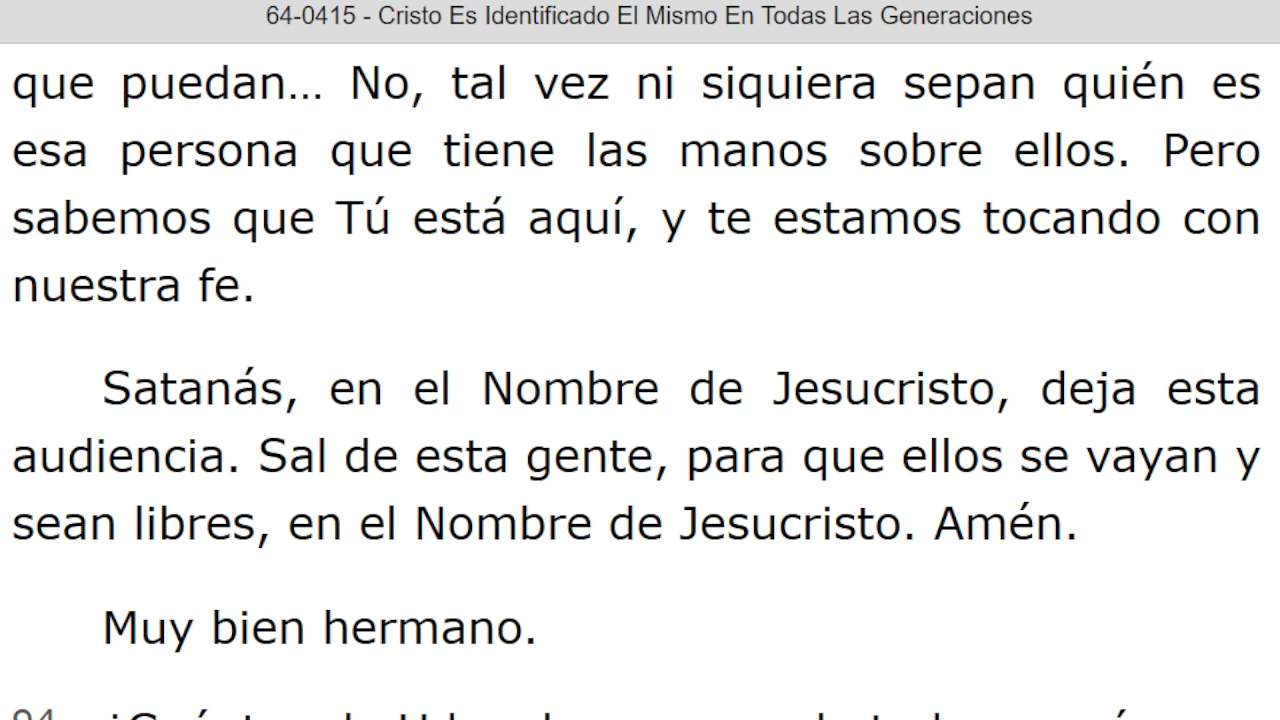 64-0415 - Cristo Es Identificado El Mismo En Todas Las Generaciones
que puedan... No, tal vez ni siquiera sepan quién es
esa persona que tiene las manos sobre ellos. Pero
sabemos que Tú está aquí, y te estamos tocando con
nuestra fe.
Satanás, en el Nombre de Jesucristo, deja esta
audiencia. Sal de esta gente, para que ellos se vayan y
sean libres, en el Nombre de Jesucristo. Amén.
Muy bien hermano.
94